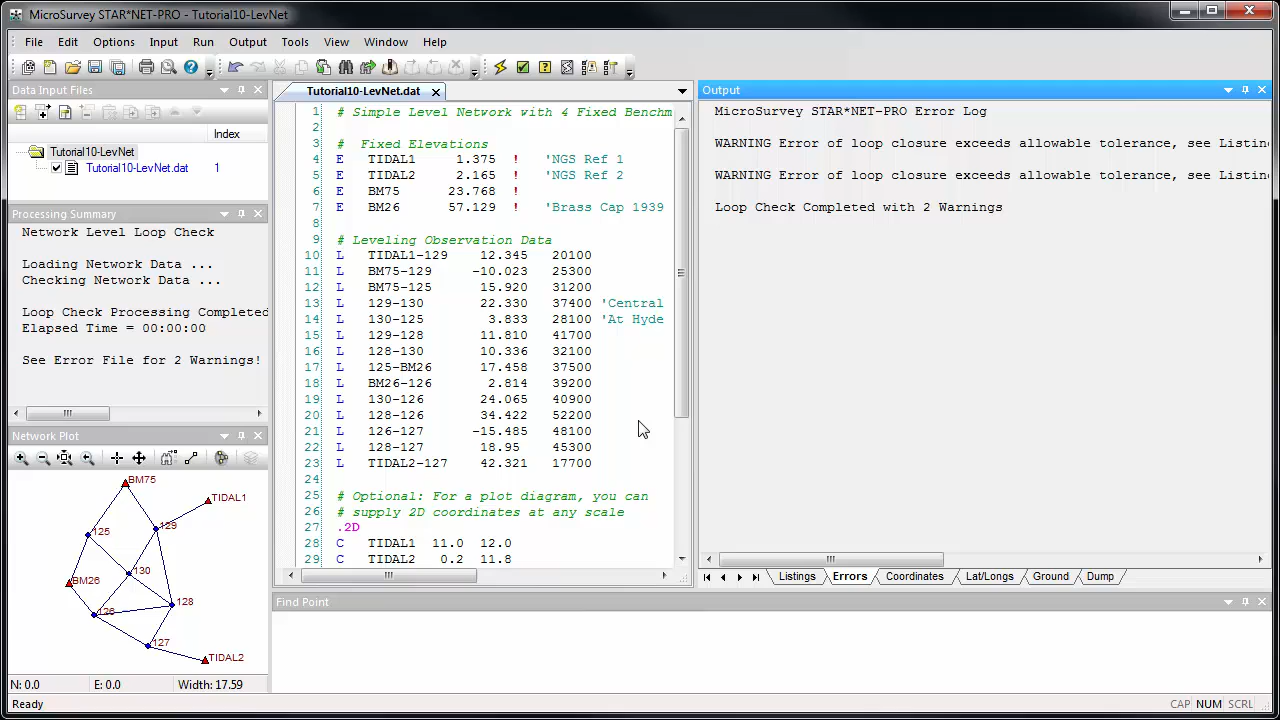 MicroSurvey STAR*NET-PRO - Tutorial10-LevNet
File Edit Options Input Run Output Tools View Window Help
Data Input Files
Index
Tutorial10-LevNet
Tutorial10-LevNet.dat 1
Processing Summary
Network Level Loop Check
Loading Network Data ...
Checking Network Data ...
Loop Check Processing Completed
Elapsed Time = 00:00:00
See Error File for 2 Warnings!
Network Plot
BM75
TIDAL1
125
129
130
BM26
126
128
127
TIDAL2
N: 0.0 E: 0.0 Width: 17.59
Tutorial10-LevNet.dat
1 # Simple Level Network with 4 Fixed Benchm
2
3 # Fixed Elevations
4 E TIDAL1 1.375 ! 'NGS Ref 1
5 E TIDAL2 2.165 ! 'NGS Ref 2
6 E BM75 23.768 !
7 E BM26 57.129 ! 'Brass Cap 1939
8
9 # Leveling Observation Data
10 L TIDAL1-129 12.345 20100
11 L BM75-129 -10.023 25300
12 L BM75-125 15.920 31200
13 L 129-130 22.330 37400 'Central
14 L 130-125 3.833 28100 'At Hyde
15 L 129-128 11.810 41700
16 L 128-130 10.336 32100
17 L 125-BM26 17.458 37500
18 L BM26-126 2.814 39200
19 L 130-126 24.065 40900
20 L 128-126 34.422 52200
21 L 126-127 -15.485 48100
22 L 128-127 18.95 45300
23 L TIDAL2-127 42.321 17700
24
25 # Optional: For a plot diagram, you can
26 # supply 2D coordinates at any scale
27 .2D
28 C TIDAL1 11.0 12.0
29 C TIDAL2 0.2 11.8
Output
MicroSurvey STAR*NET-PRO Error Log
WARNING Error of loop closure exceeds allowable tolerance, see Listin
WARNING Error of loop closure exceeds allowable tolerance, see Listin
Loop Check Completed with 2 Warnings
Listings Errors Coordinates Lat/Longs Ground Dump
Find Point
Ready
CAP NUM SCRL